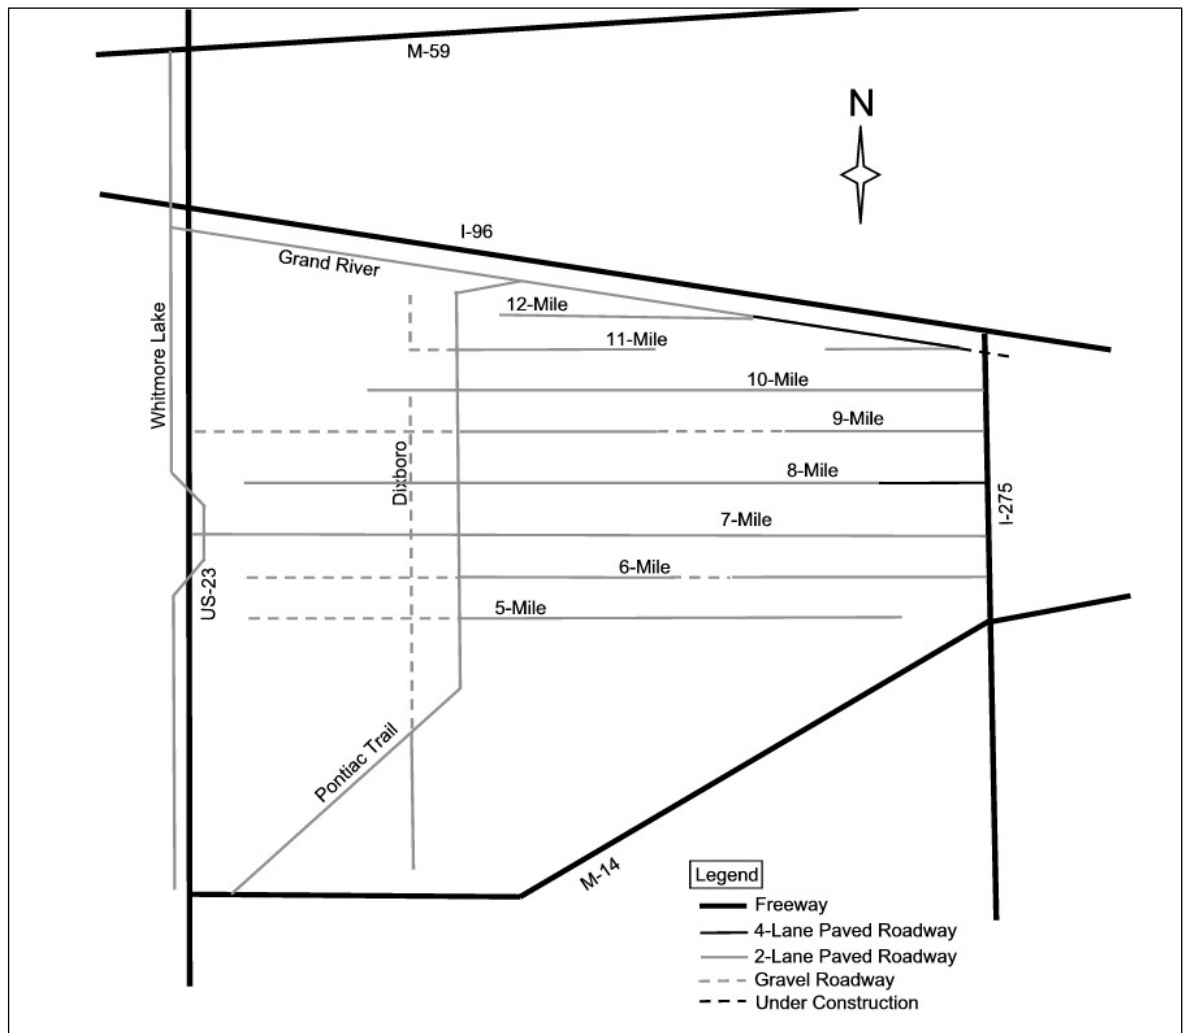 M-59
N
I-96
Grand River
12-Mile
Whitmore Lake
11-Mile
10-Mile
9-Mile
Dixboro
8-Mile
I-275
7-Mile
6-Mile
US-23
5-Mile
Pontiac Trail
M-14
Legend
Freeway
4-Lane Paved Roadway
2-Lane Paved Roadway
Gravel Roadway
Under Construction